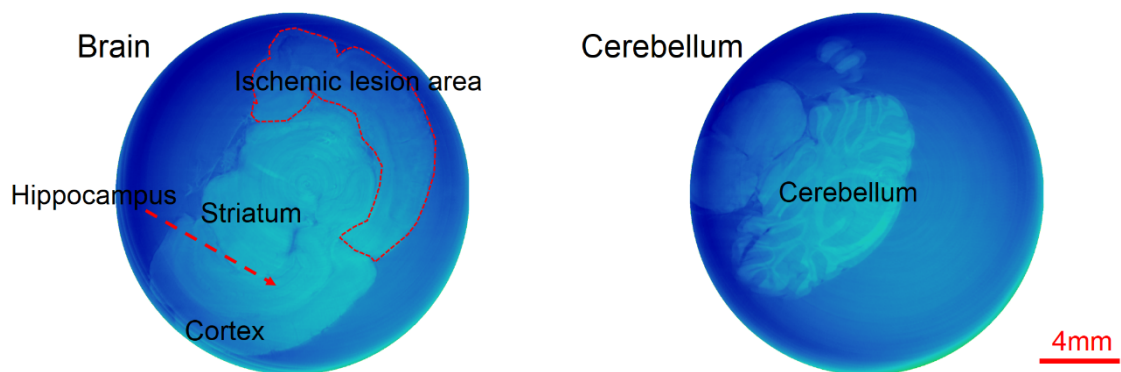 Brain
Ischemic lesion area
Hippocampus
Striatum
Cortex
Cerebellum
Cerebellum
4mm